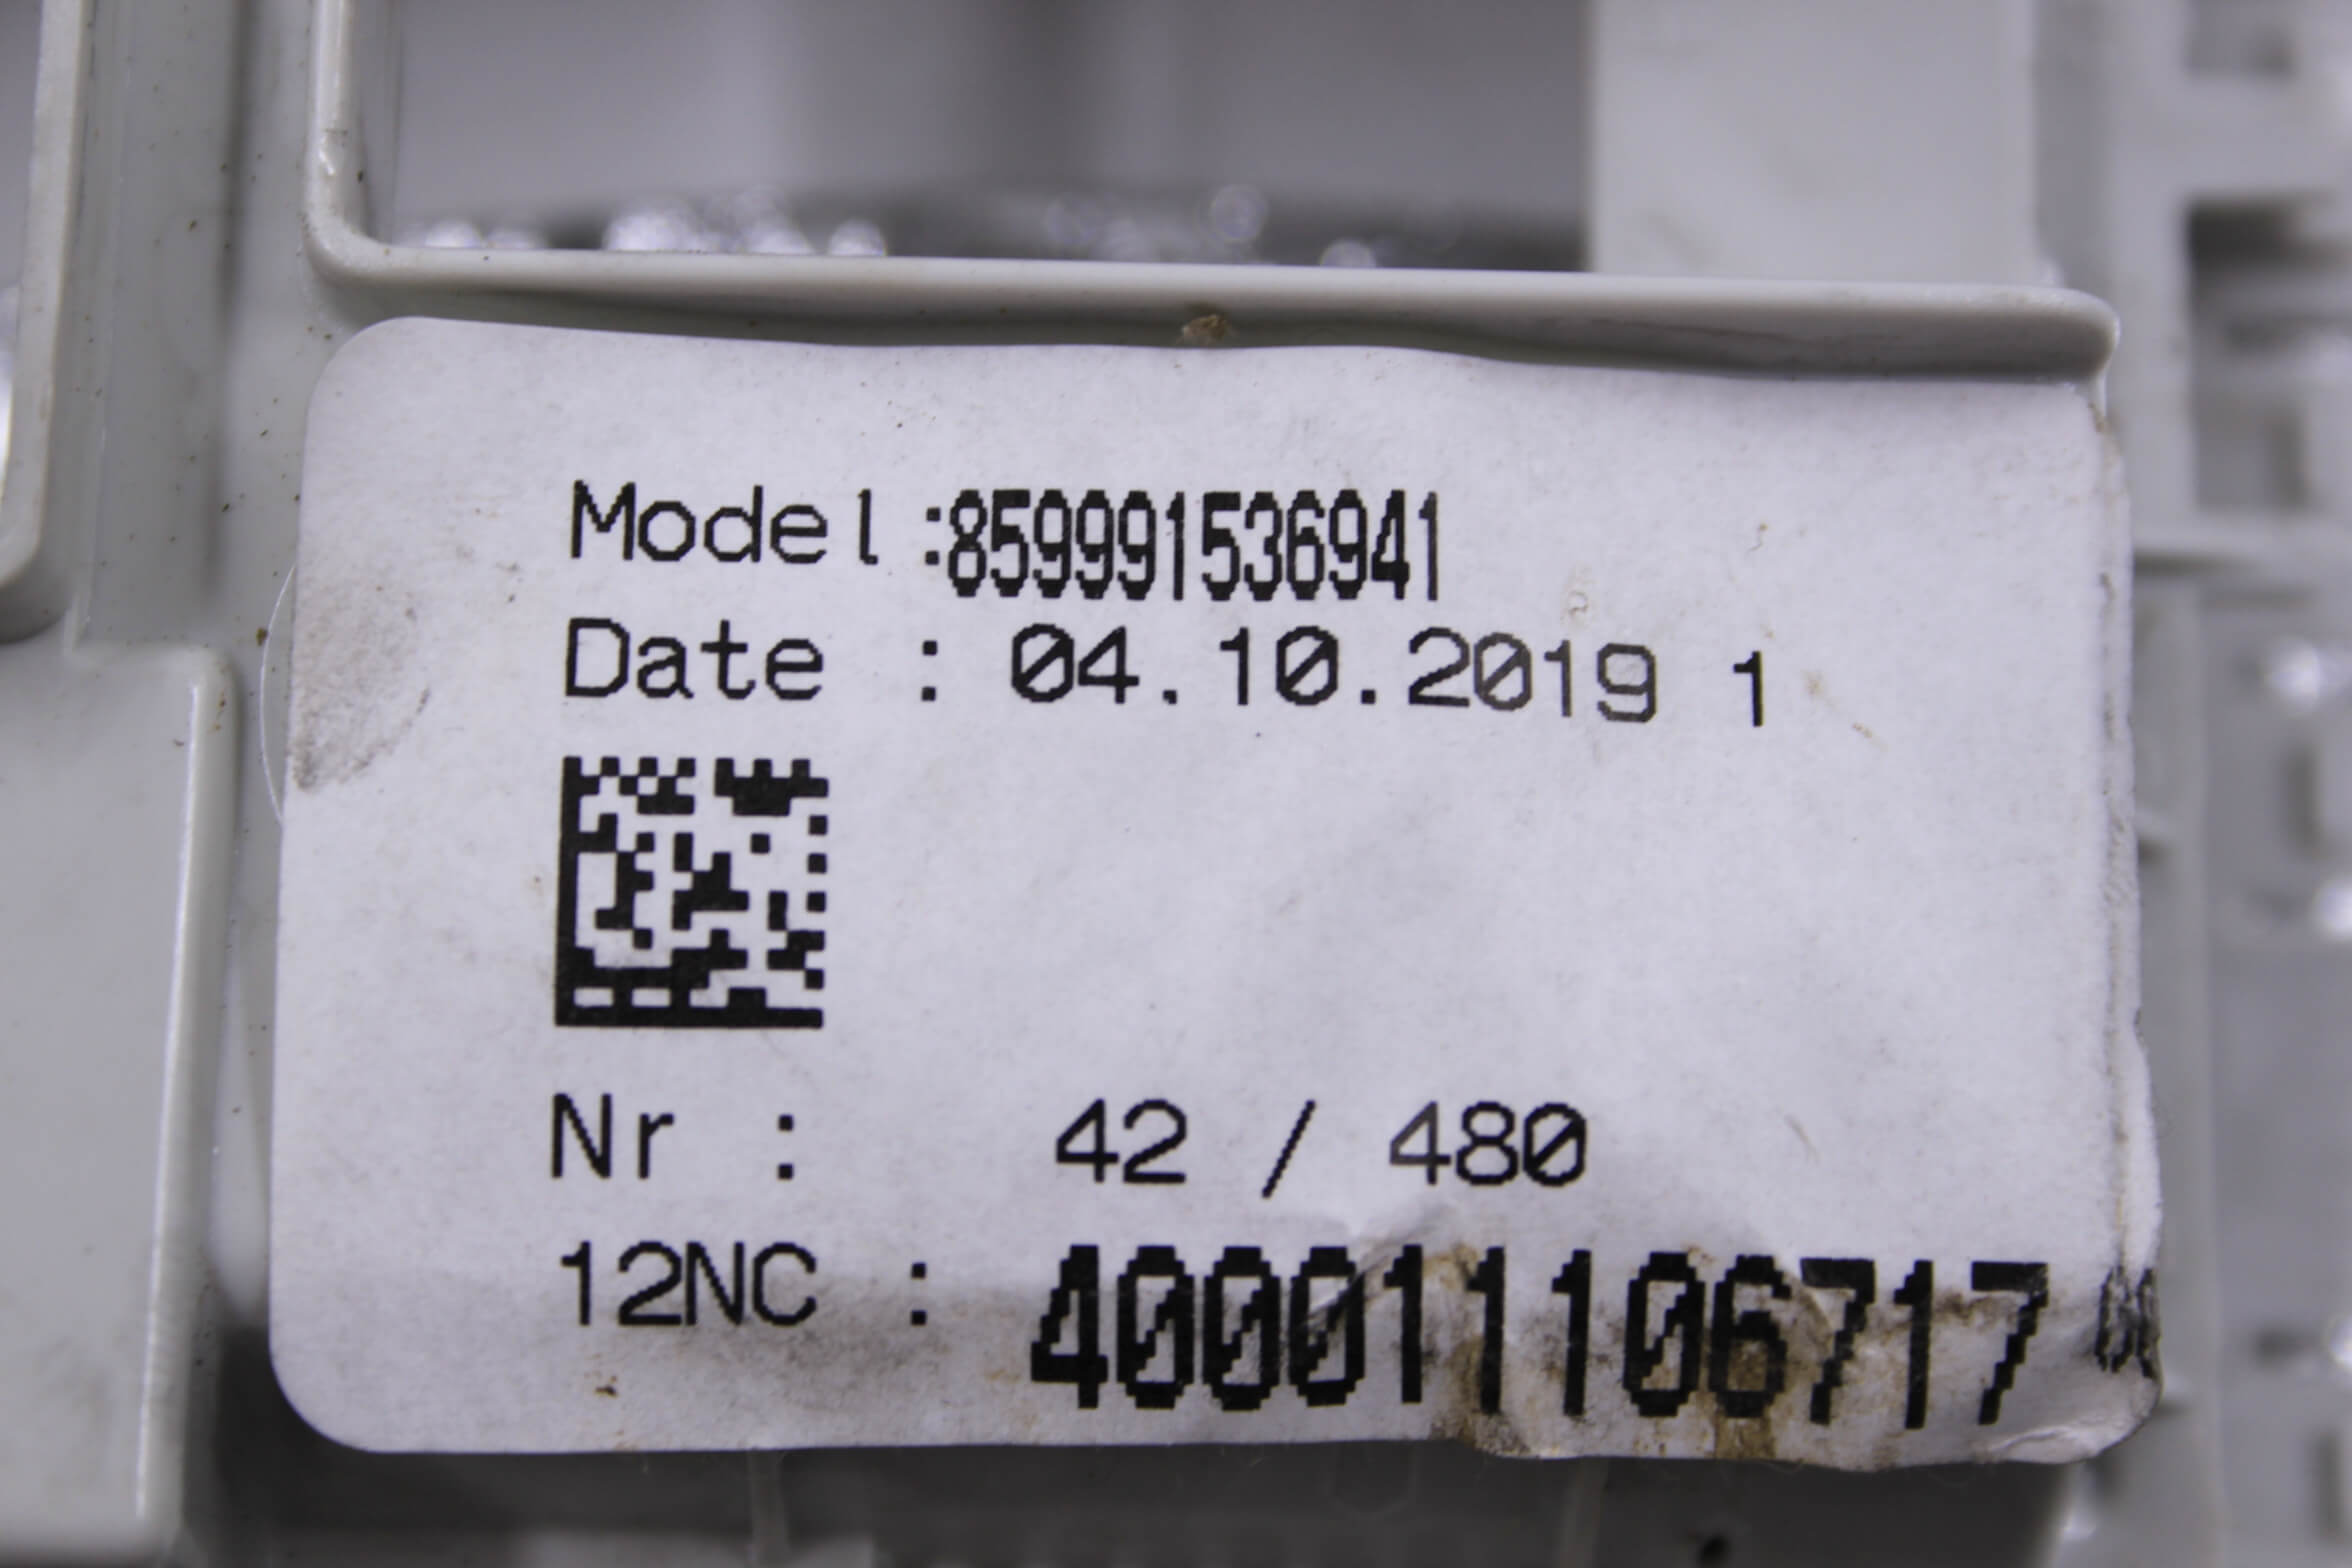 Model :859991536941
Date : 04.10.2019 1
Nr : 42 / 480
12NC : 400011106717